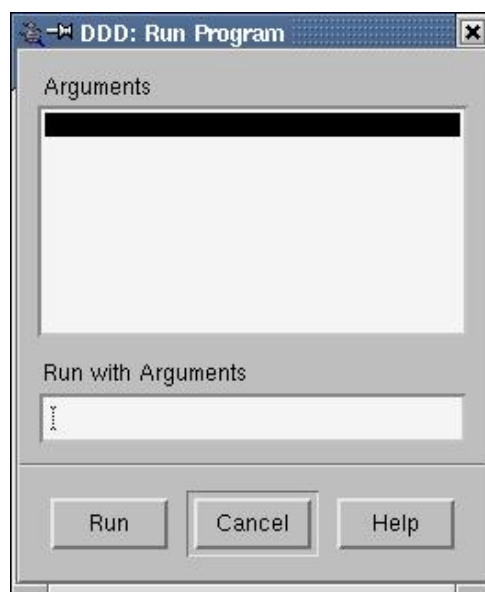 DDD: Run Program
Arguments
Run with Arguments
Run
Cancel
Help